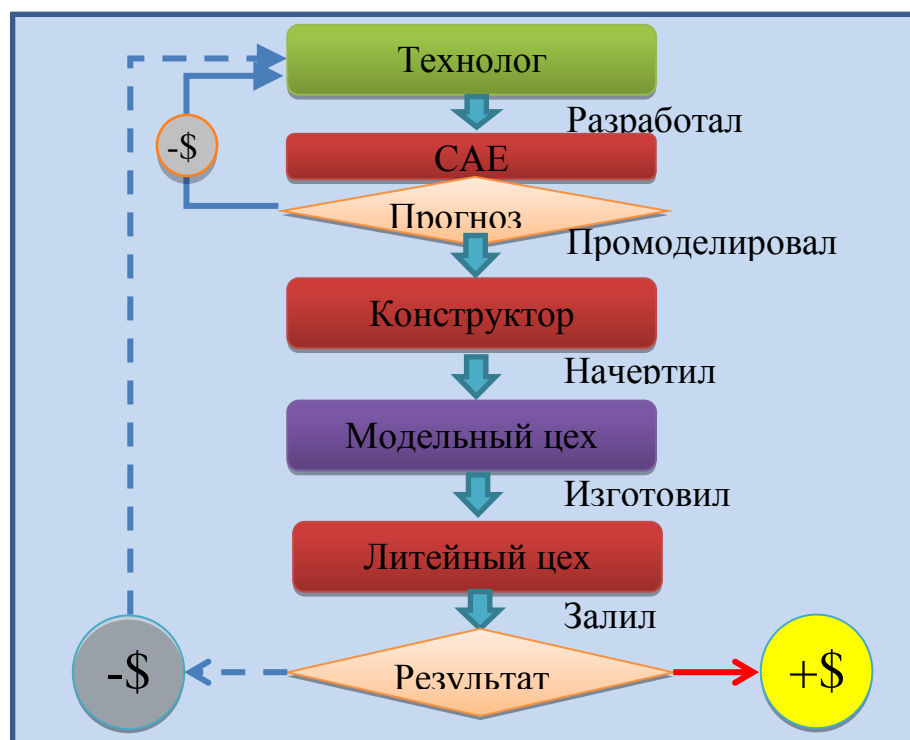 Технолог
Разработал
-$
CAE
Прогноз
Промоделировал
Конструктор
Начертил
Модельный цех
Изготовил
Литейный цех
Залил
-$
Результат
+$